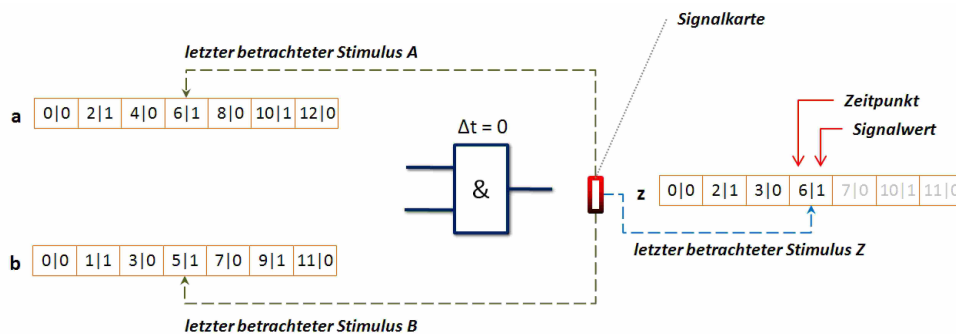 Signalkarte
letzter betrachteter Stimulus A
a 0|0 2|1 4|0 6|1 8|0 10|1 12|0
Zeitpunkt
Signalwert
Δt = 0
&
z 0|0 2|1 3|0 6|1 7|0 10|1 11|0
letzter betrachteter Stimulus Z
b 0|0 1|1 3|0 5|1 7|0 9|1 11|0
letzter betrachteter Stimulus B